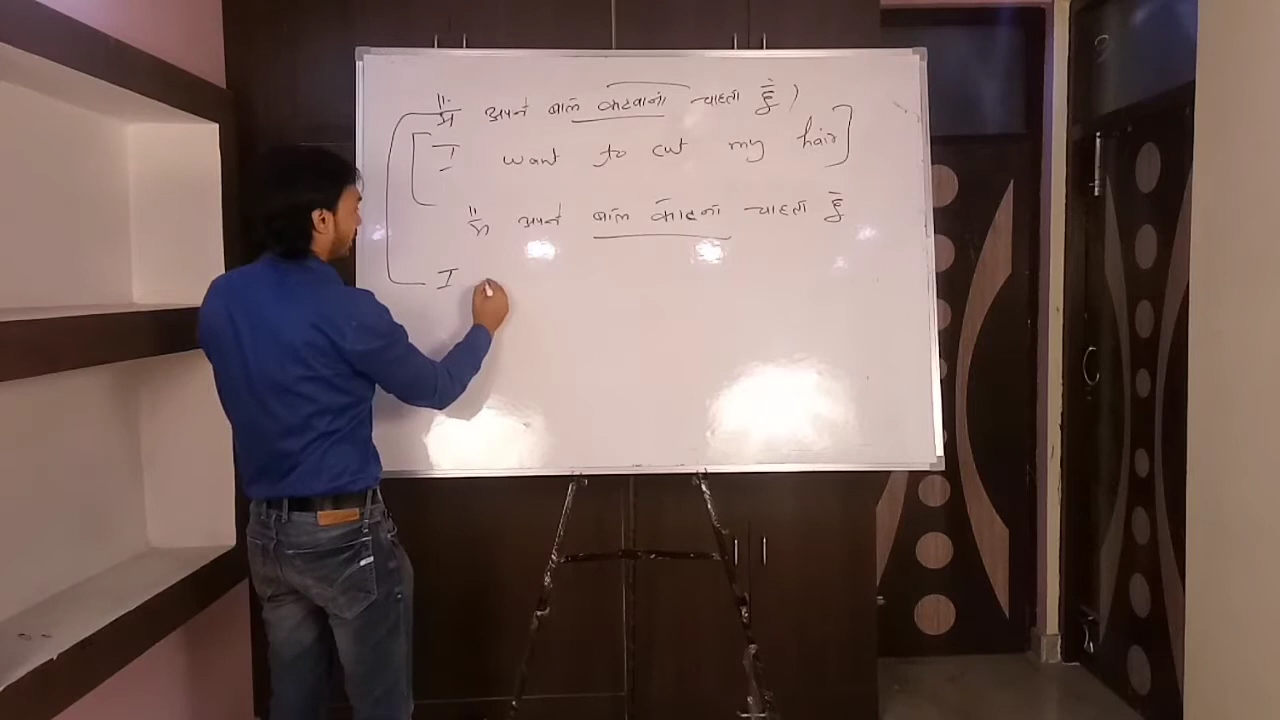 मैं अपने बाल कटवाना चाहता हूँ )
I want to cut my hair
मैं अपने बाल काटना चाहता हूँ
I